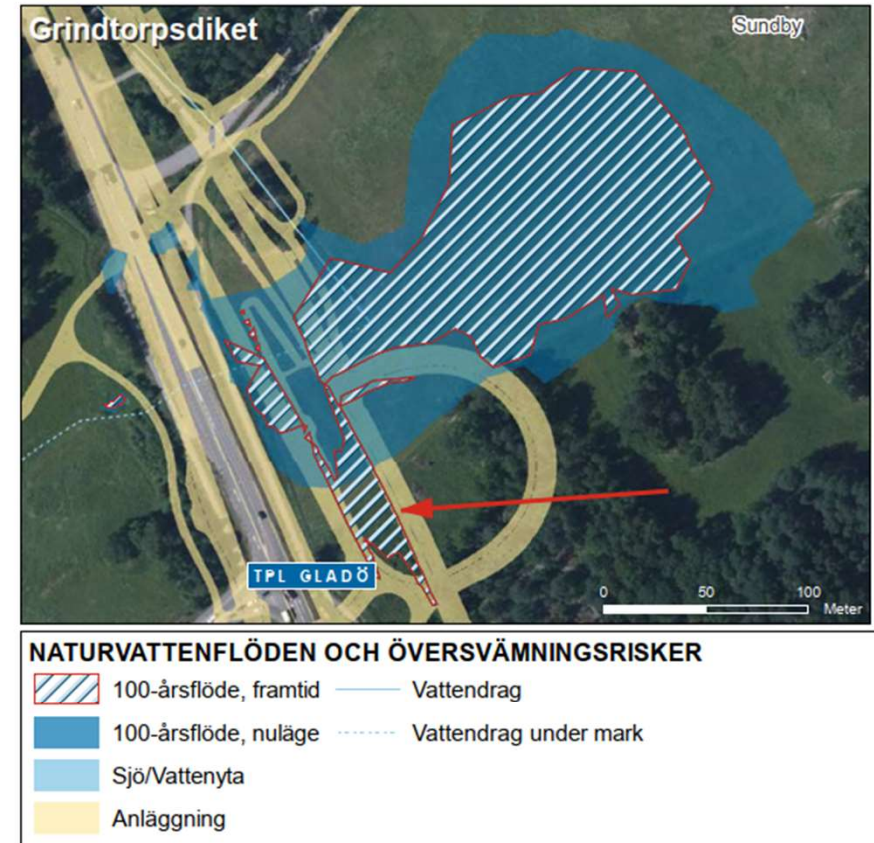 Grindtorpsdiket
Sundby
TPL GLADÖ
0 50 100
Meter
NATURVATTENFLÖDEN OCH ÖVERSVÄMNINGSRISKER
100-årsflöde, framtid Vattendrag
100-årsflöde, nuläge Vattendrag under mark
Sjö/Vattenyta
Anläggning